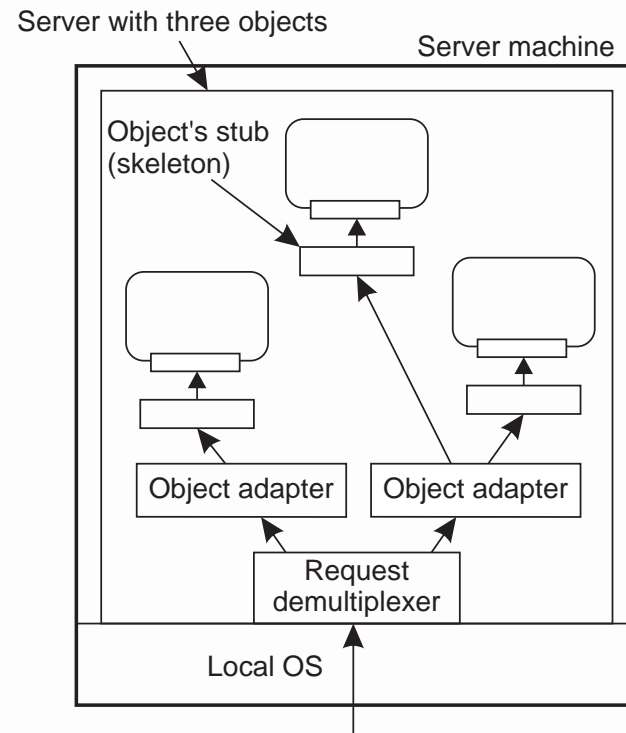 Server with three objects
Server machine
Object's stub
(skeleton)
Object adapter
Object adapter
Request
demultiplexer
Local OS